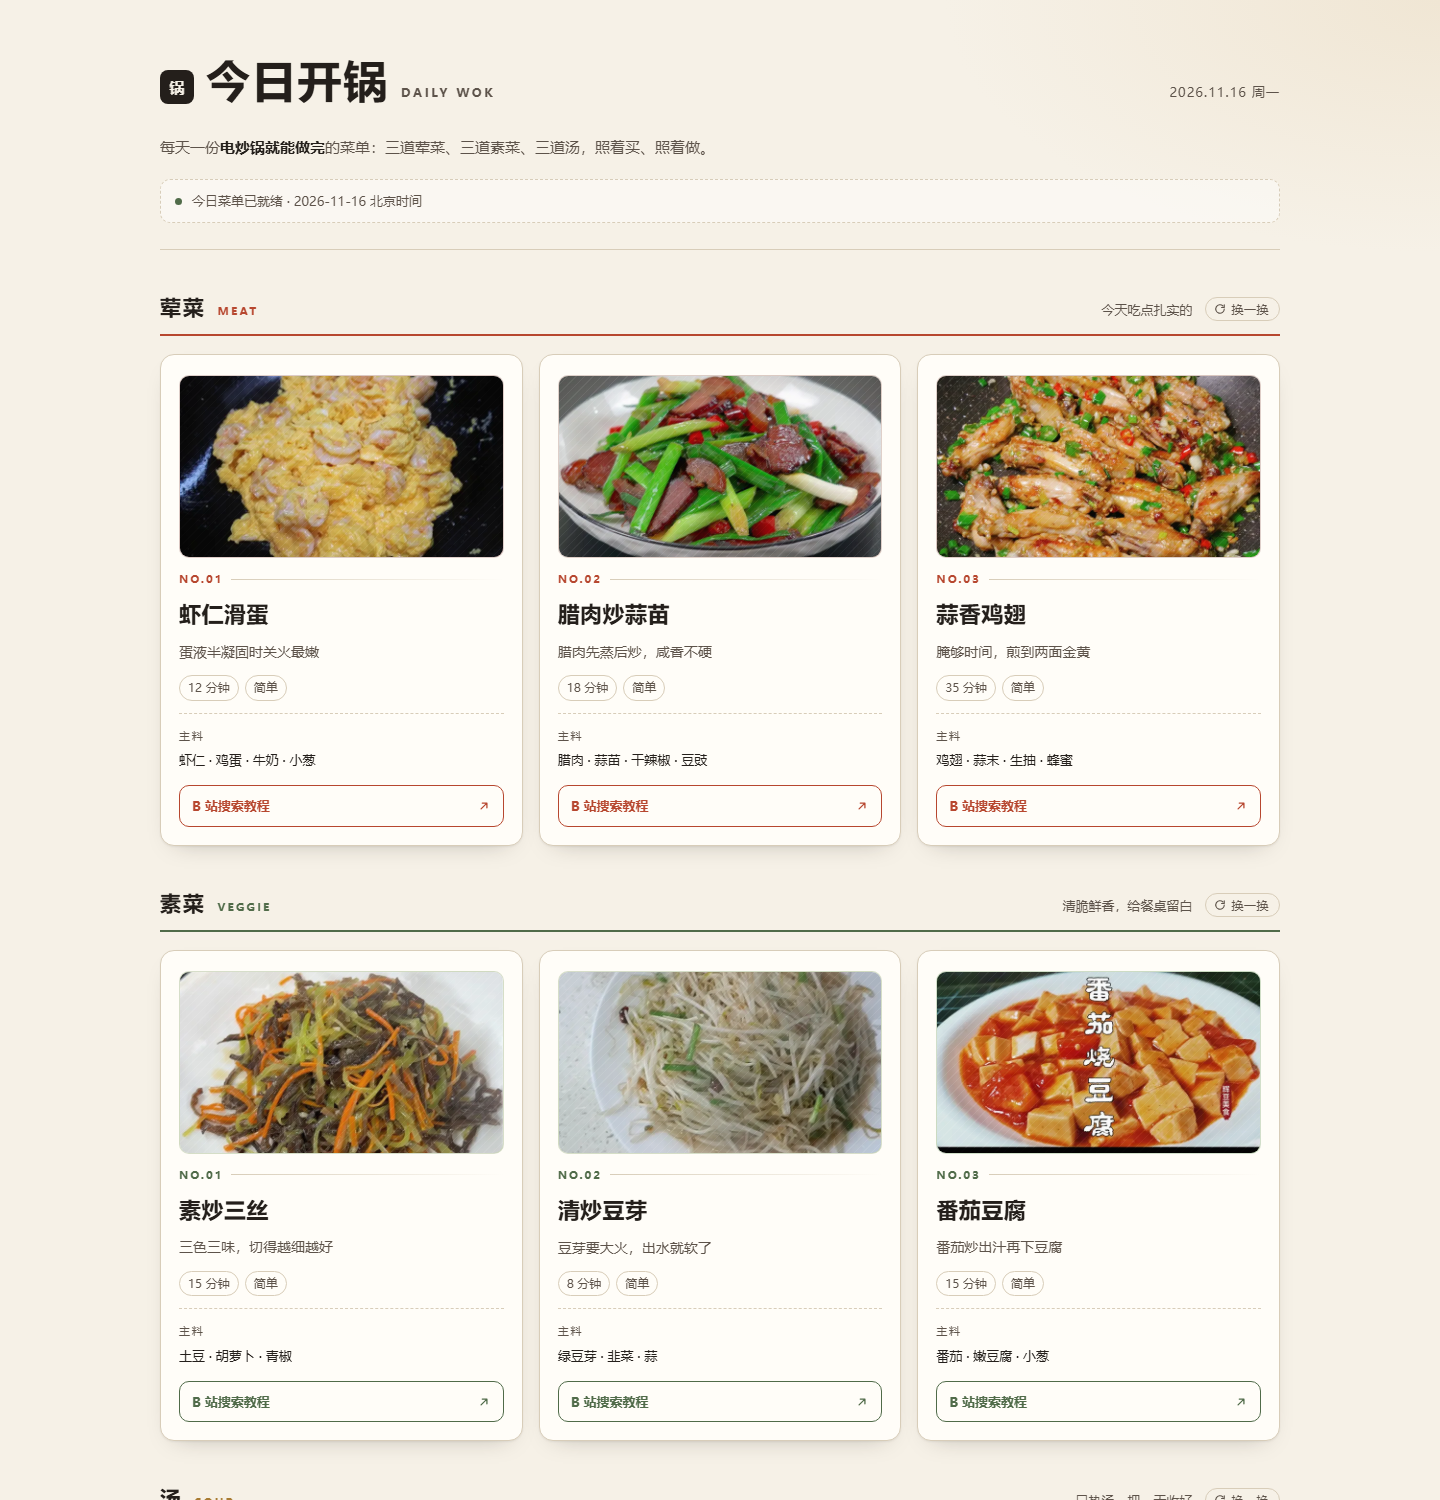 锅 今日开锅 DAILY WOK
2026.11.16 周一
每天一份电炒锅就能做完的菜单：三道荤菜、三道素菜、三道汤，照着买、照着做。
今日菜单已就绪 · 2026-11-16 北京时间
荤菜 MEAT
今天吃点扎实的 换一换
NO.01
虾仁滑蛋
蛋液半凝固时关火最嫩
12 分钟 简单
主料
虾仁 · 鸡蛋 · 牛奶 · 小葱
B 站搜索教程
NO.02
腊肉炒蒜苗
腊肉先蒸后炒，咸香不硬
18 分钟 简单
主料
腊肉 · 蒜苗 · 干辣椒 · 豆豉
B 站搜索教程
NO.03
蒜香鸡翅
腌够时间，煎到两面金黄
35 分钟 简单
主料
鸡翅 · 蒜末 · 生抽 · 蜂蜜
B 站搜索教程
素菜 VEGGIE
清脆鲜香，给餐桌留白 换一换
NO.01
素炒三丝
三色三味，切得越细越好
15 分钟 简单
主料
土豆 · 胡萝卜 · 青椒
B 站搜索教程
NO.02
清炒豆芽
豆芽要大火，出水就软了
8 分钟 简单
主料
绿豆芽 · 韭菜 · 蒜
B 站搜索教程
番茄烧豆腐
NO.03
番茄豆腐
番茄炒出汁再下豆腐
15 分钟 简单
主料
番茄 · 嫩豆腐 · 小葱
B 站搜索教程
汤